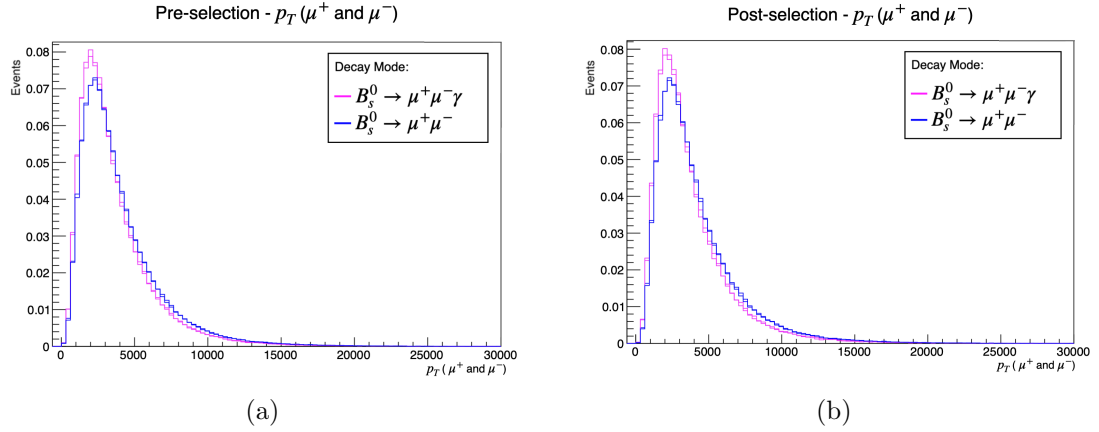 Pre-selection - p_T (μ⁺ and μ⁻)
Events
0.08
0.07
0.06
0.05
0.04
0.03
0.02
0.01
0
Decay Mode:
B_s^0 → μ⁺μ⁻γ
B_s^0 → μ⁺μ⁻
0 5000 10000 15000 20000 25000 30000
p_T ( μ⁺ and μ⁻)
(a)
Post-selection - p_T (μ⁺ and μ⁻)
Events
0.08
0.07
0.06
0.05
0.04
0.03
0.02
0.01
0
Decay Mode:
B_s^0 → μ⁺μ⁻γ
B_s^0 → μ⁺μ⁻
0 5000 10000 15000 20000 25000 30000
p_T ( μ⁺ and μ⁻)
(b)